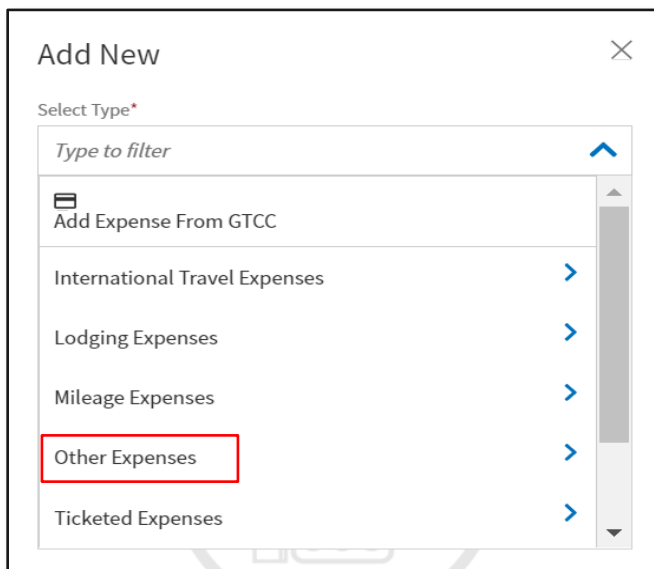 Add New
Select Type*
Type to filter
Add Expense From GTCC
International Travel Expenses
Lodging Expenses
Mileage Expenses
Other Expenses
Ticketed Expenses